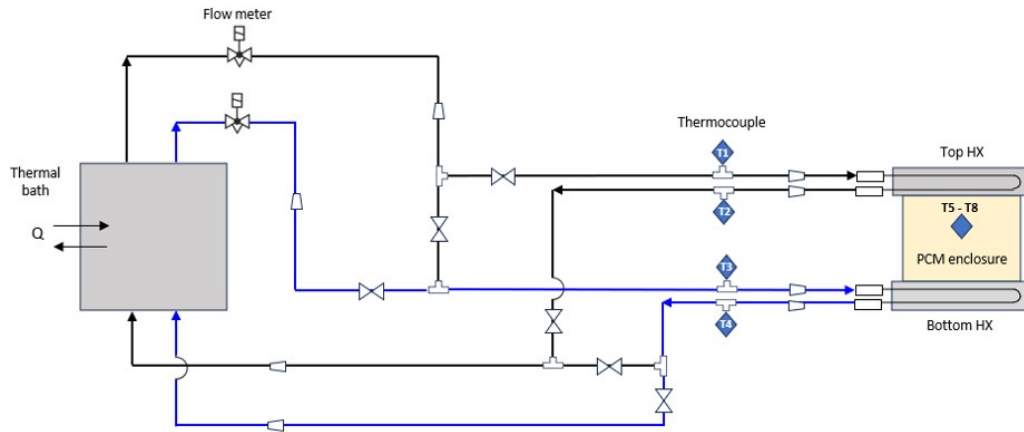 Flow meter
Thermocouple
Thermal
bath
Q
T1
T2
T3
T4
Top HX
T5 - T8
PCM enclosure
Bottom HX